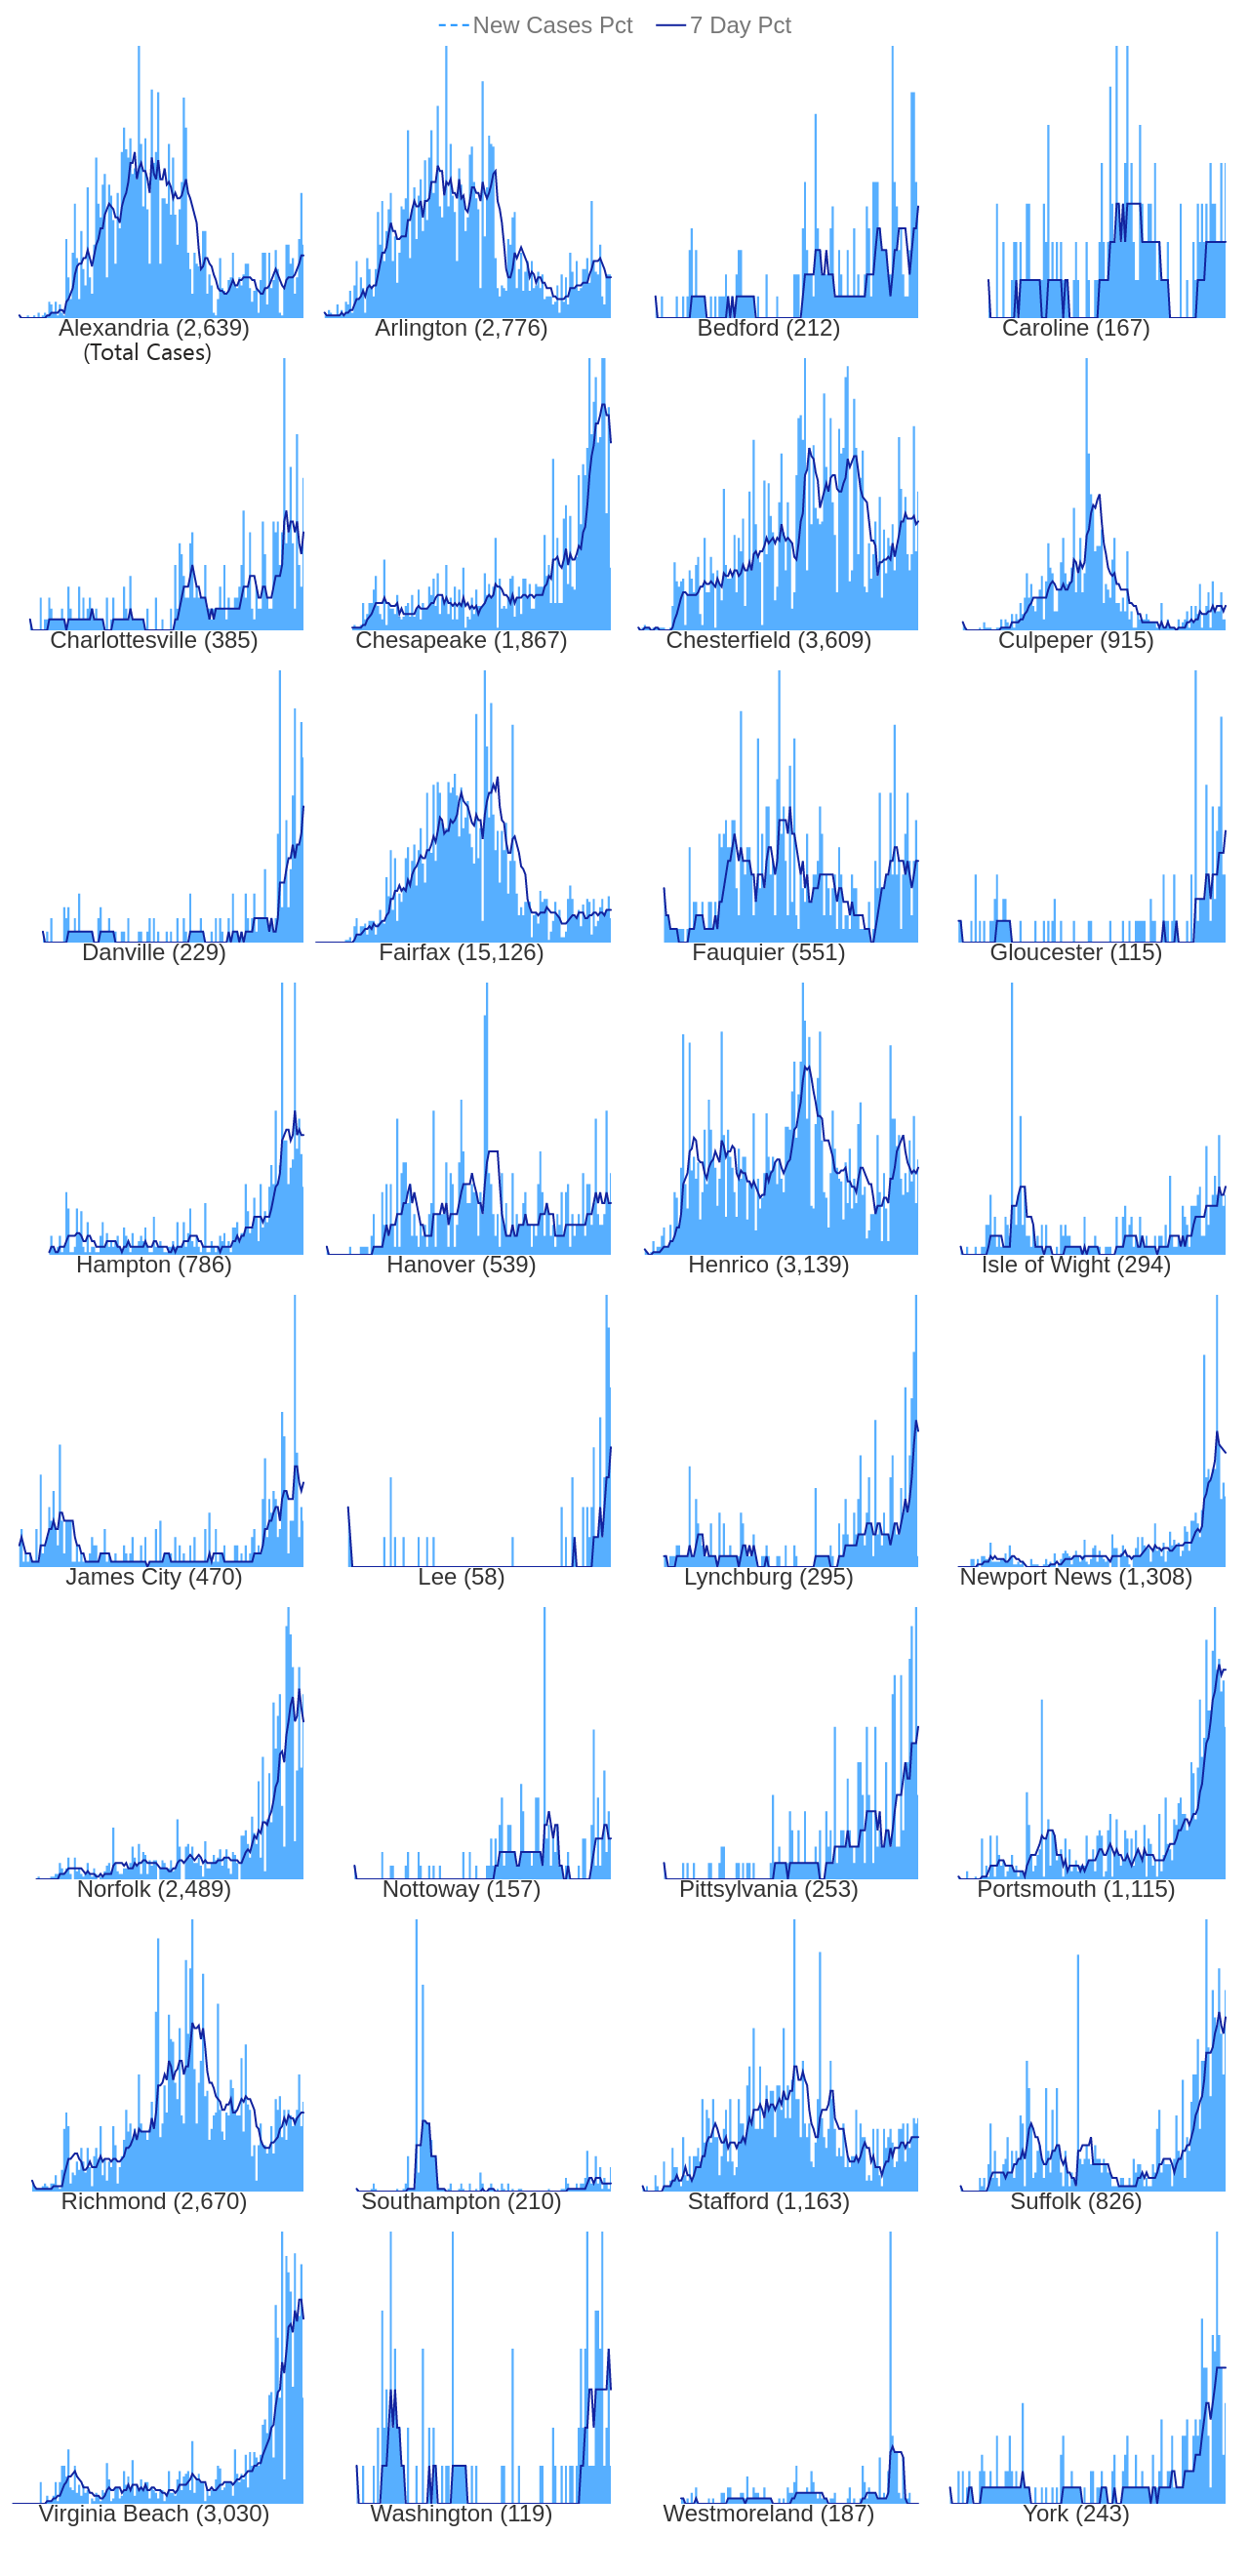 New Cases Pct 7 Day Pct
Alexandria (2,639) Arlington (2,776) Bedford (212) Caroline (167)
(Total Cases)
Charlottesville (385) Chesapeake (1,867) Chesterfield (3,609) Culpeper (915)
Danville (229) Fairfax (15,126) Fauquier (551) Gloucester (115)
Hampton (786) Hanover (539) Henrico (3,139) Isle of Wight (294)
James City (470) Lee (58) Lynchburg (295) Newport News (1,308)
Norfolk (2,489) Nottoway (157) Pittsylvania (253) Portsmouth (1,115)
Richmond (2,670) Southampton (210) Stafford (1,163) Suffolk (826)
Virginia Beach (3,030) Washington (119) Westmoreland (187) York (243)